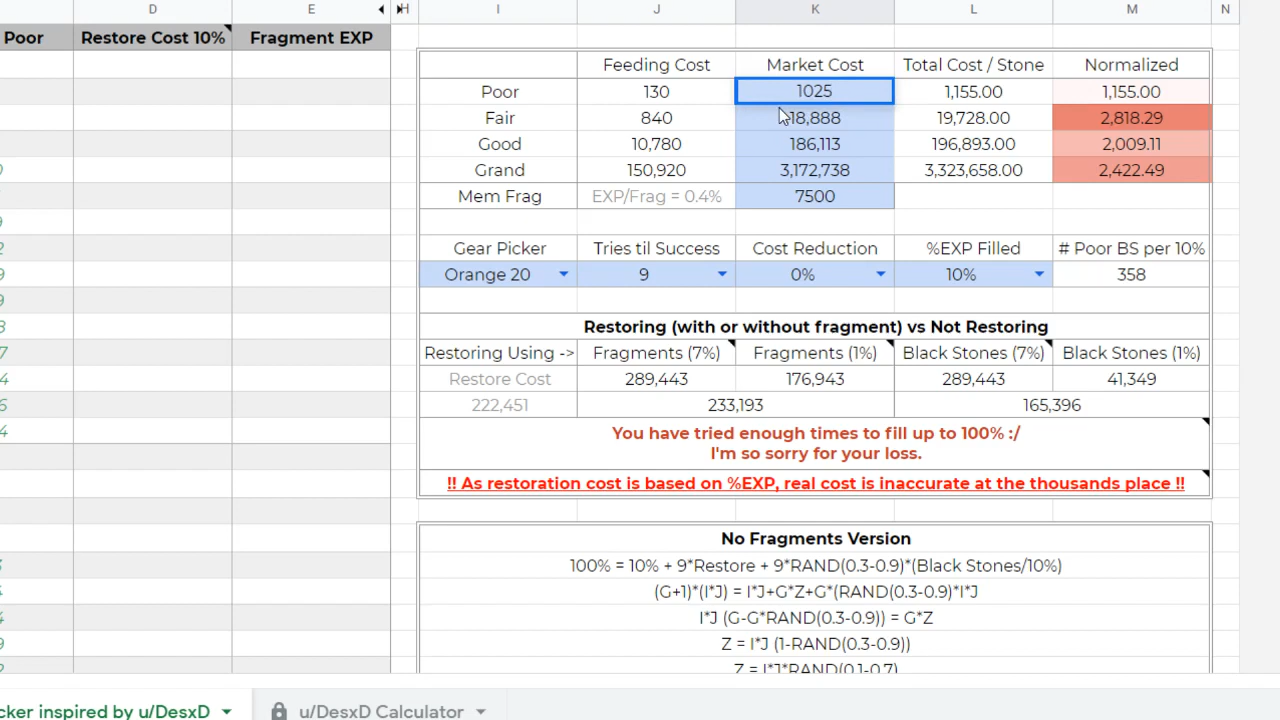 D E H I J K L M N
Poor Restore Cost 10% Fragment EXP
Feeding Cost Market Cost Total Cost / Stone Normalized
Poor 130 1025 1,155.00 1,155.00
Fair 840 18,888 19,728.00 2,818.29
Good 10,780 186,113 196,893.00 2,009.11
Grand 150,920 3,172,738 3,323,658.00 2,422.49
Mem Frag EXP/Frag = 0.4% 7500
Gear Picker Tries til Success Cost Reduction %EXP Filled # Poor BS per 10%
Orange 20 9 0% 10% 358
Restoring (with or without fragment) vs Not Restoring
Restoring Using -> Fragments (7%) Fragments (1%) Black Stones (7%) Black Stones (1%)
Restore Cost 289,443 176,943 289,443 41,349
222,451 233,193 165,396
You have tried enough times to fill up to 100% :/
I'm so sorry for your loss.
!! As restoration cost is based on %EXP, real cost is inaccurate at the thousands place !!
No Fragments Version
100% = 10% + 9*Restore + 9*RAND(0.3-0.9)*(Black Stones/10%)
(G+1)*(I*J) = I*J+G*Z+G*(RAND(0.3-0.9)*I*J
I*J (G-G*RAND(0.3-0.9)) = G*Z
Z = I*J (1-RAND(0.3-0.9))
Z = I*J*RAND(0.1-0.7)
cker inspired by u/DesxD u/DesxD Calculator